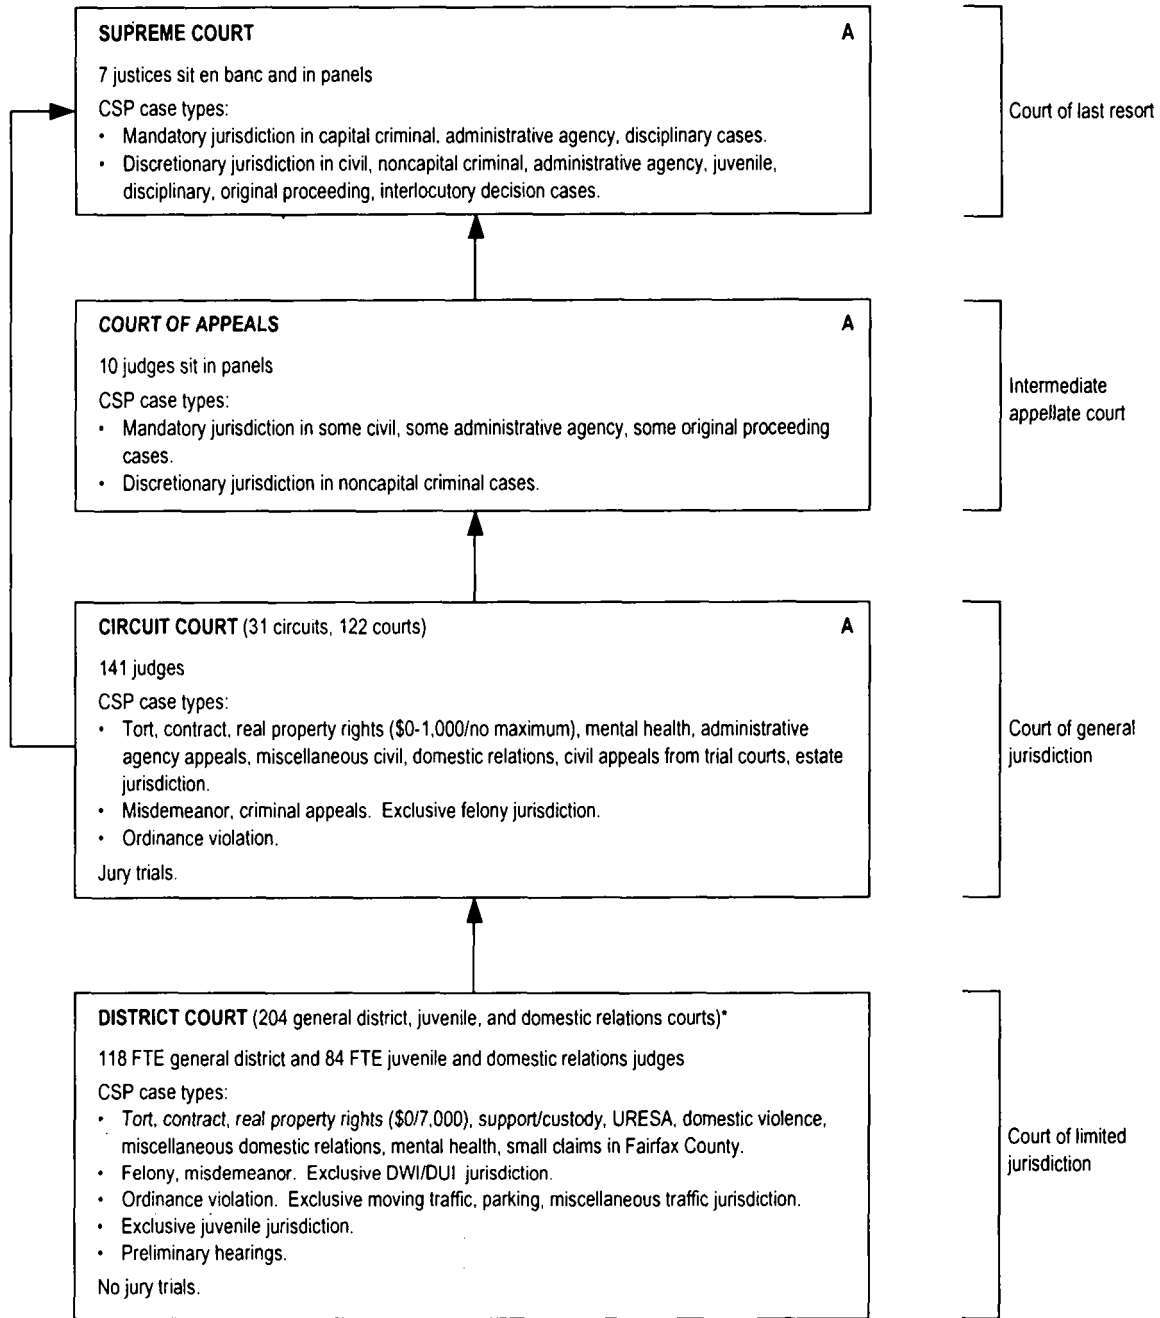 SUPREME COURT A
7 justices sit en banc and in panels
CSP case types:
• Mandatory jurisdiction in capital criminal, administrative agency, disciplinary cases.
• Discretionary jurisdiction in civil, noncapital criminal, administrative agency, juvenile,
disciplinary, original proceeding, interlocutory decision cases.
Court of last resort
COURT OF APPEALS A
10 judges sit in panels
CSP case types:
• Mandatory jurisdiction in some civil, some administrative agency, some original proceeding
cases.
• Discretionary jurisdiction in noncapital criminal cases.
Intermediate
appellate court
CIRCUIT COURT (31 circuits, 122 courts) A
141 judges
CSP case types:
• Tort, contract, real property rights ($0-1,000/no maximum), mental health, administrative
agency appeals, miscellaneous civil, domestic relations, civil appeals from trial courts, estate
jurisdiction.
• Misdemeanor, criminal appeals. Exclusive felony jurisdiction.
• Ordinance violation.
Jury trials.
Court of general
jurisdiction
DISTRICT COURT (204 general district, juvenile, and domestic relations courts)*
118 FTE general district and 84 FTE juvenile and domestic relations judges
CSP case types:
• Tort, contract, real property rights ($0/7,000), support/custody, URESA, domestic violence,
miscellaneous domestic relations, mental health, small claims in Fairfax County.
• Felony, misdemeanor. Exclusive DWI/DUI jurisdiction.
• Ordinance violation. Exclusive moving traffic, parking, miscellaneous traffic jurisdiction.
• Exclusive juvenile jurisdiction.
• Preliminary hearings.
No jury trials.
Court of limited
jurisdiction